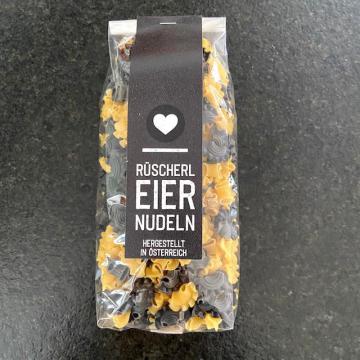 RÜSCHERL
EIER
NUDELN
HERGESTELLT
IN ÖSTERREICH